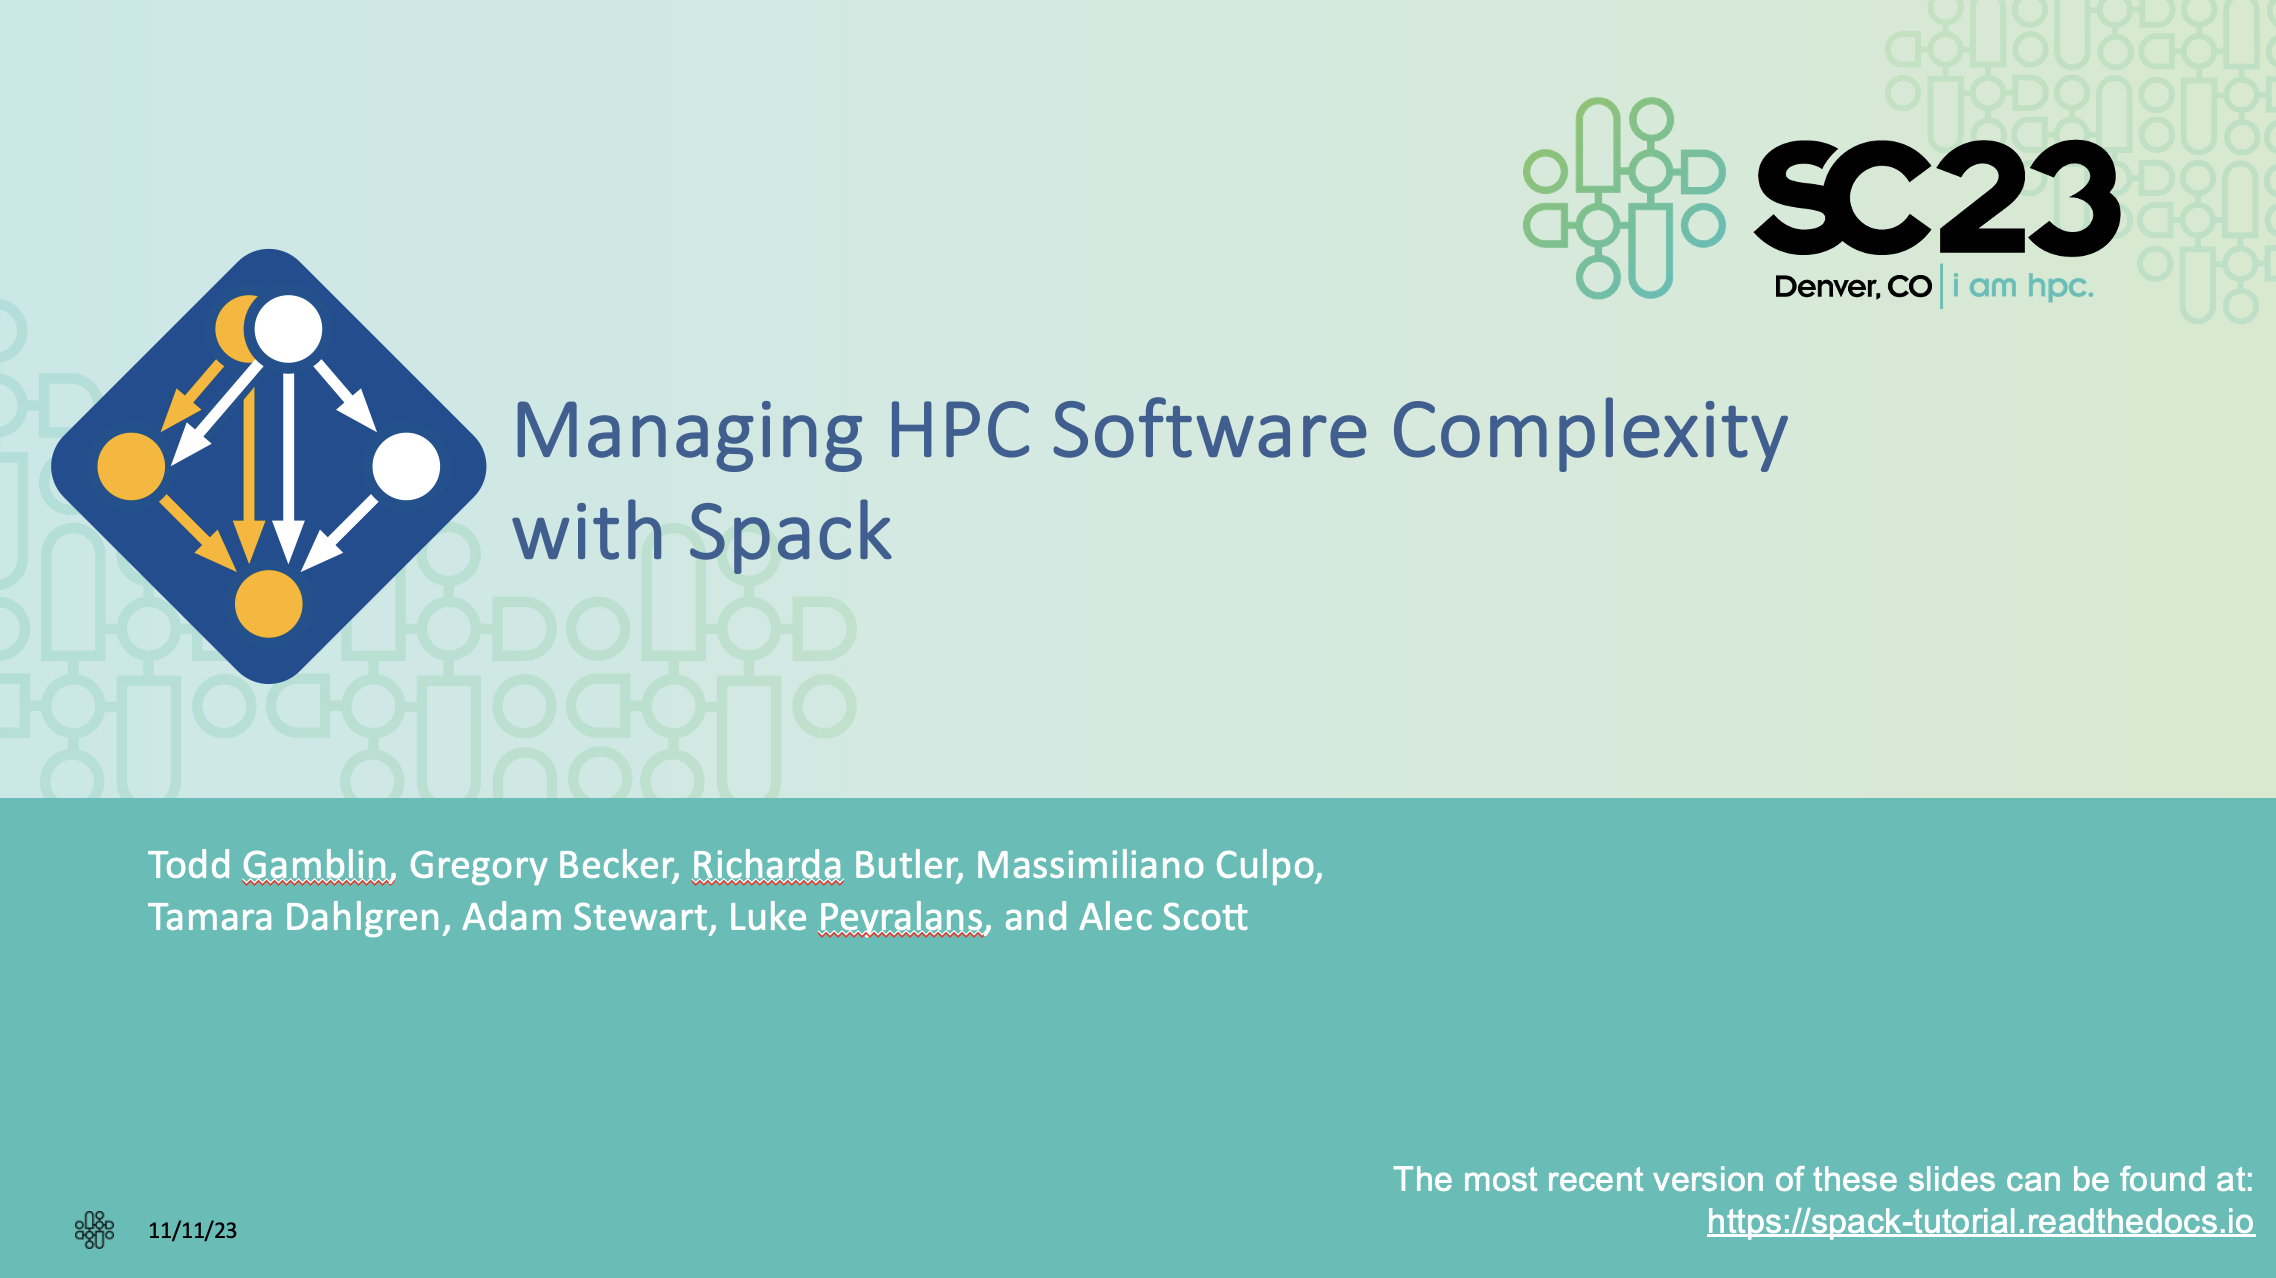 SC23
Denver, CO | i am hpc.
Managing HPC Software Complexity
with Spack
Todd Gamblin, Gregory Becker, Richarda Butler, Massimiliano Culpo,
Tamara Dahlgren, Adam Stewart, Luke Peyralans, and Alec Scott
The most recent version of these slides can be found at:
https://spack-tutorial.readthedocs.io
11/11/23